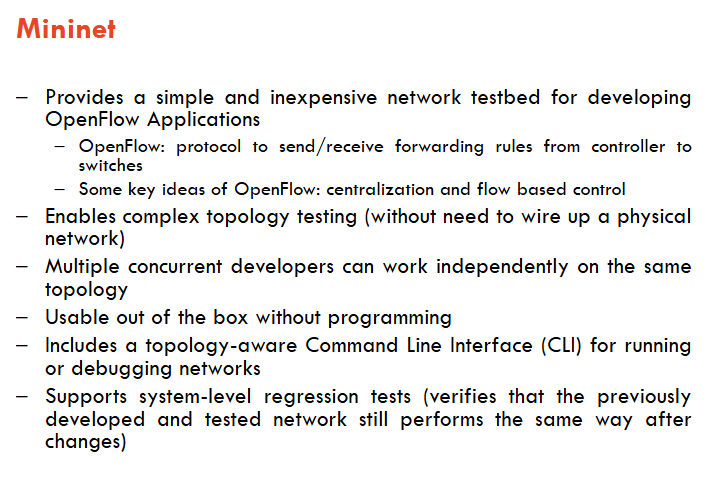 Mininet
– Provides a simple and inexpensive network testbed for developing
OpenFlow Applications
– OpenFlow: protocol to send/receive forwarding rules from controller to
switches
– Some key ideas of OpenFlow: centralization and flow based control
– Enables complex topology testing (without need to wire up a physical
network)
– Multiple concurrent developers can work independently on the same
topology
– Usable out of the box without programming
– Includes a topology-aware Command Line Interface (CLI) for running
or debugging networks
– Supports system-level regression tests (verifies that the previously
developed and tested network still performs the same way after
changes)